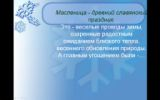 Масленица - древний славянский
праздник
Это - веселые проводы зимы,
озаренные радостным
ожиданием близкого тепла,
весеннего обновления природы.
А главным угощением были -